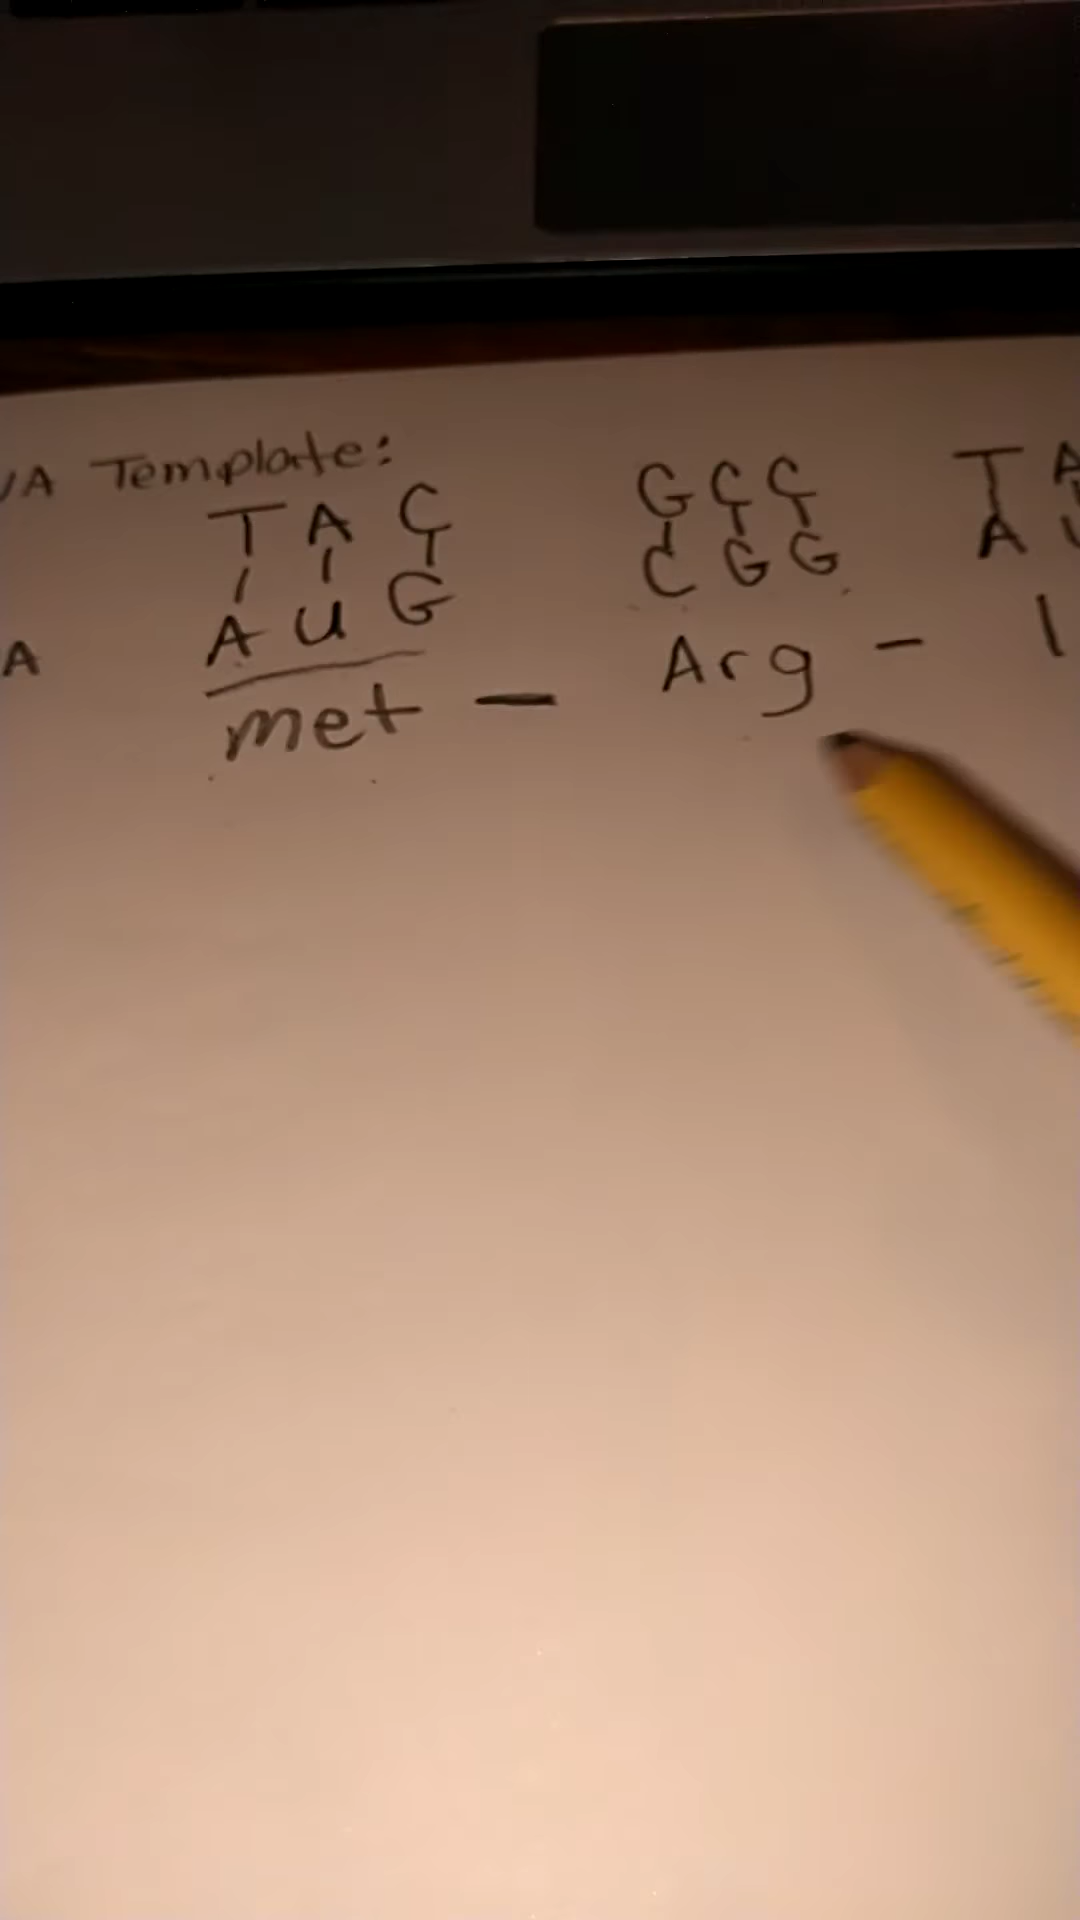 /A Template:
T A C G C C T A
A U G C G G A U
A
met - Arg - I